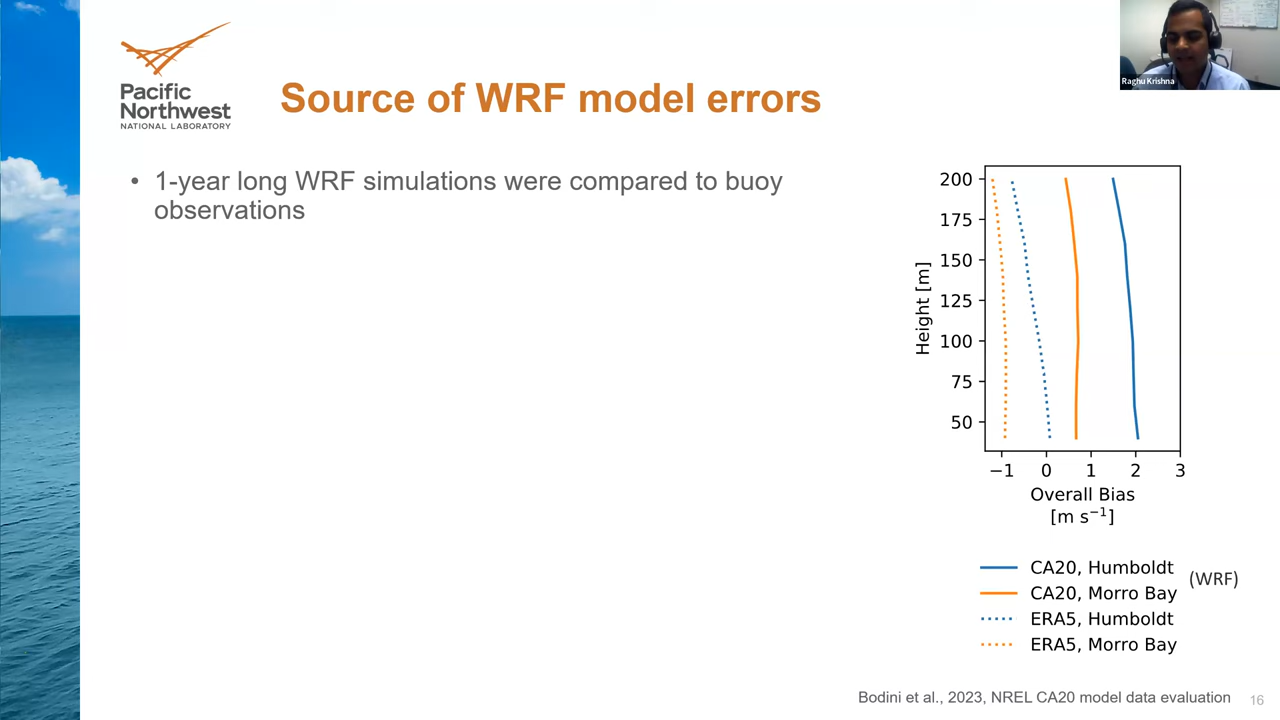 Pacific
Northwest
NATIONAL LABORATORY
Source of WRF model errors
Raghu Krishna
• 1-year long WRF simulations were compared to buoy
observations
200
175
150
125
100
75
50
Height [m]
−1 0 1 2 3
Overall Bias
[m s⁻¹]
CA20, Humboldt
CA20, Morro Bay
(WRF)
ERA5, Humboldt
ERA5, Morro Bay
Bodini et al., 2023, NREL CA20 model data evaluation
16